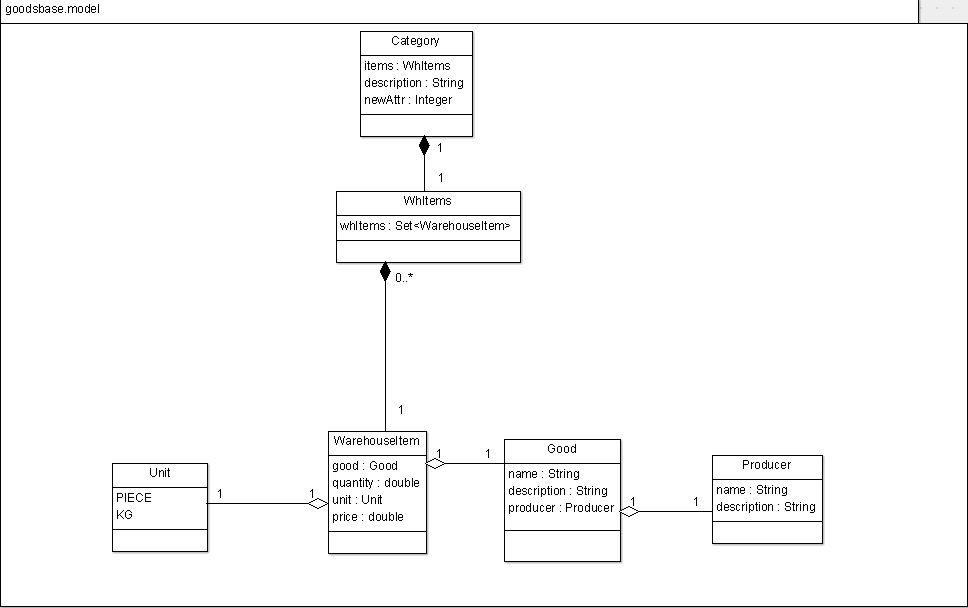 goodsbase.model
Category
items : WhItems
description : String
newAttr : Integer
1
1
WhItems
whItems : Set<WarehouseItem>
0..*
1
WarehouseItem
good : Good
quantity : double
unit : Unit
price : double
1
1
Good
name : String
description : String
producer : Producer
1
1
Producer
name : String
description : String
Unit
PIECE
KG
1
1